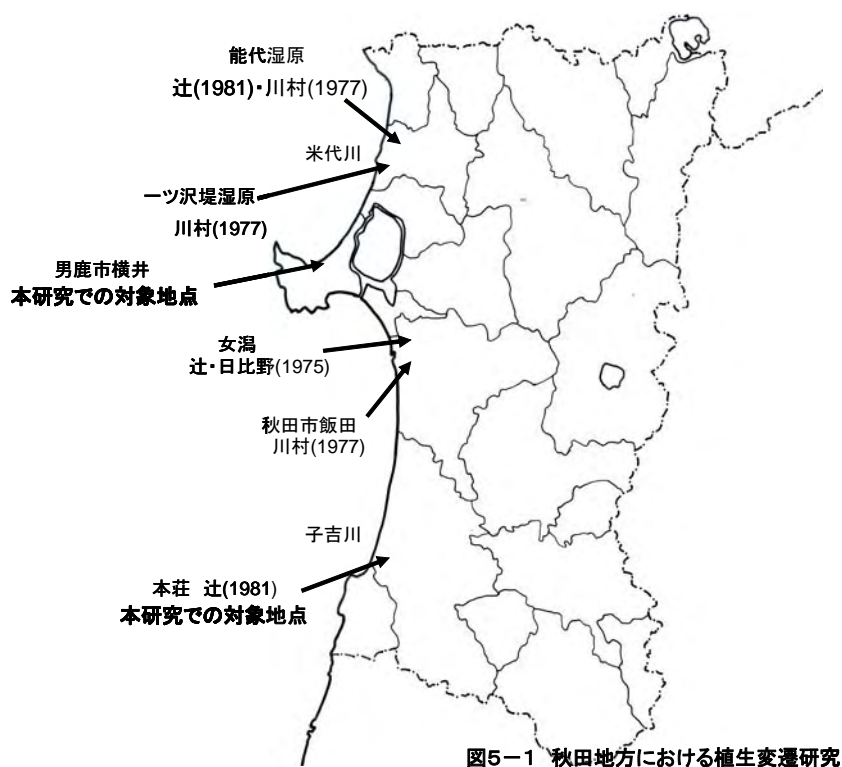 能代湿原
辻(1981)・川村(1977)
米代川
一ツ沢堤湿原
川村(1977)
男鹿市横井
本研究での対象地点
女潟
辻・日比野(1975)
秋田市飯田
川村(1977)
子吉川
本荘 辻(1981)
本研究での対象地点
図5－1 秋田地方における植生変遷研究